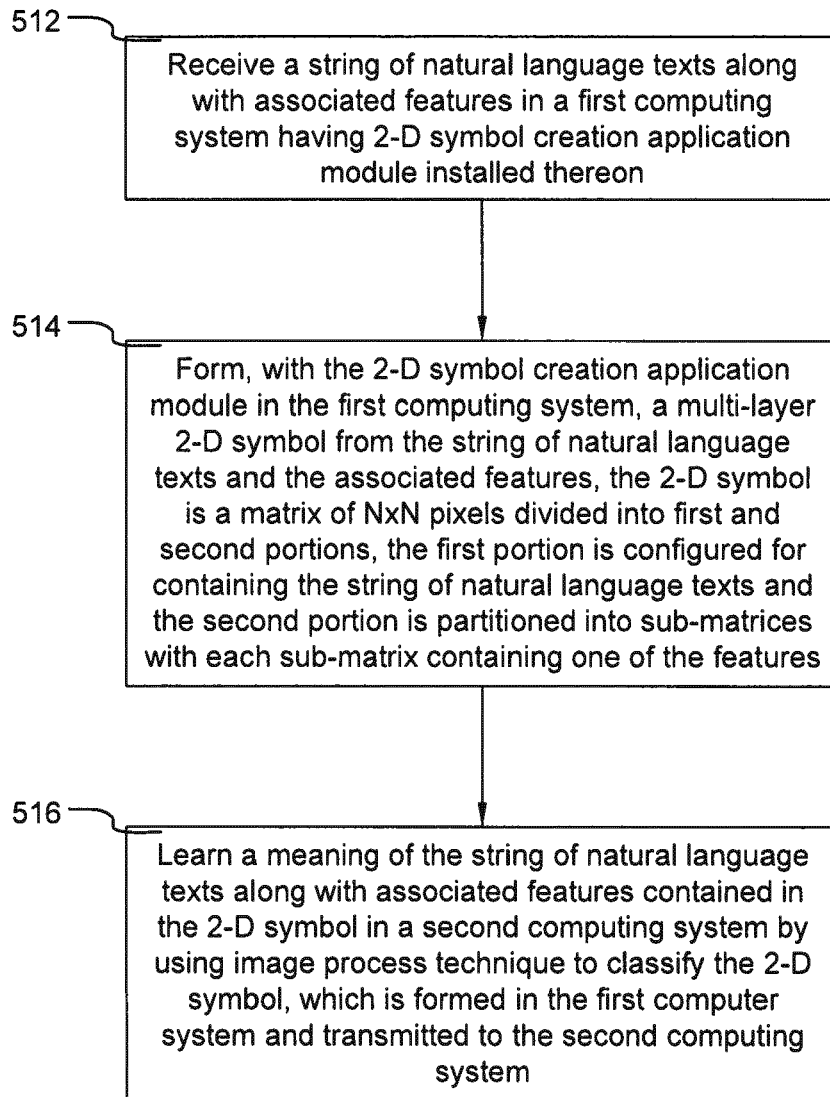 512
Receive a string of natural language texts along
with associated features in a first computing
system having 2-D symbol creation application
module installed thereon
514
Form, with the 2-D symbol creation application
module in the first computing system, a multi-layer
2-D symbol from the string of natural language
texts and the associated features, the 2-D symbol
is a matrix of NxN pixels divided into first and
second portions, the first portion is configured for
containing the string of natural language texts and
the second portion is partitioned into sub-matrices
with each sub-matrix containing one of the features
516
Learn a meaning of the string of natural language
texts along with associated features contained in
the 2-D symbol in a second computing system by
using image process technique to classify the 2-D
symbol, which is formed in the first computer
system and transmitted to the second computing
system